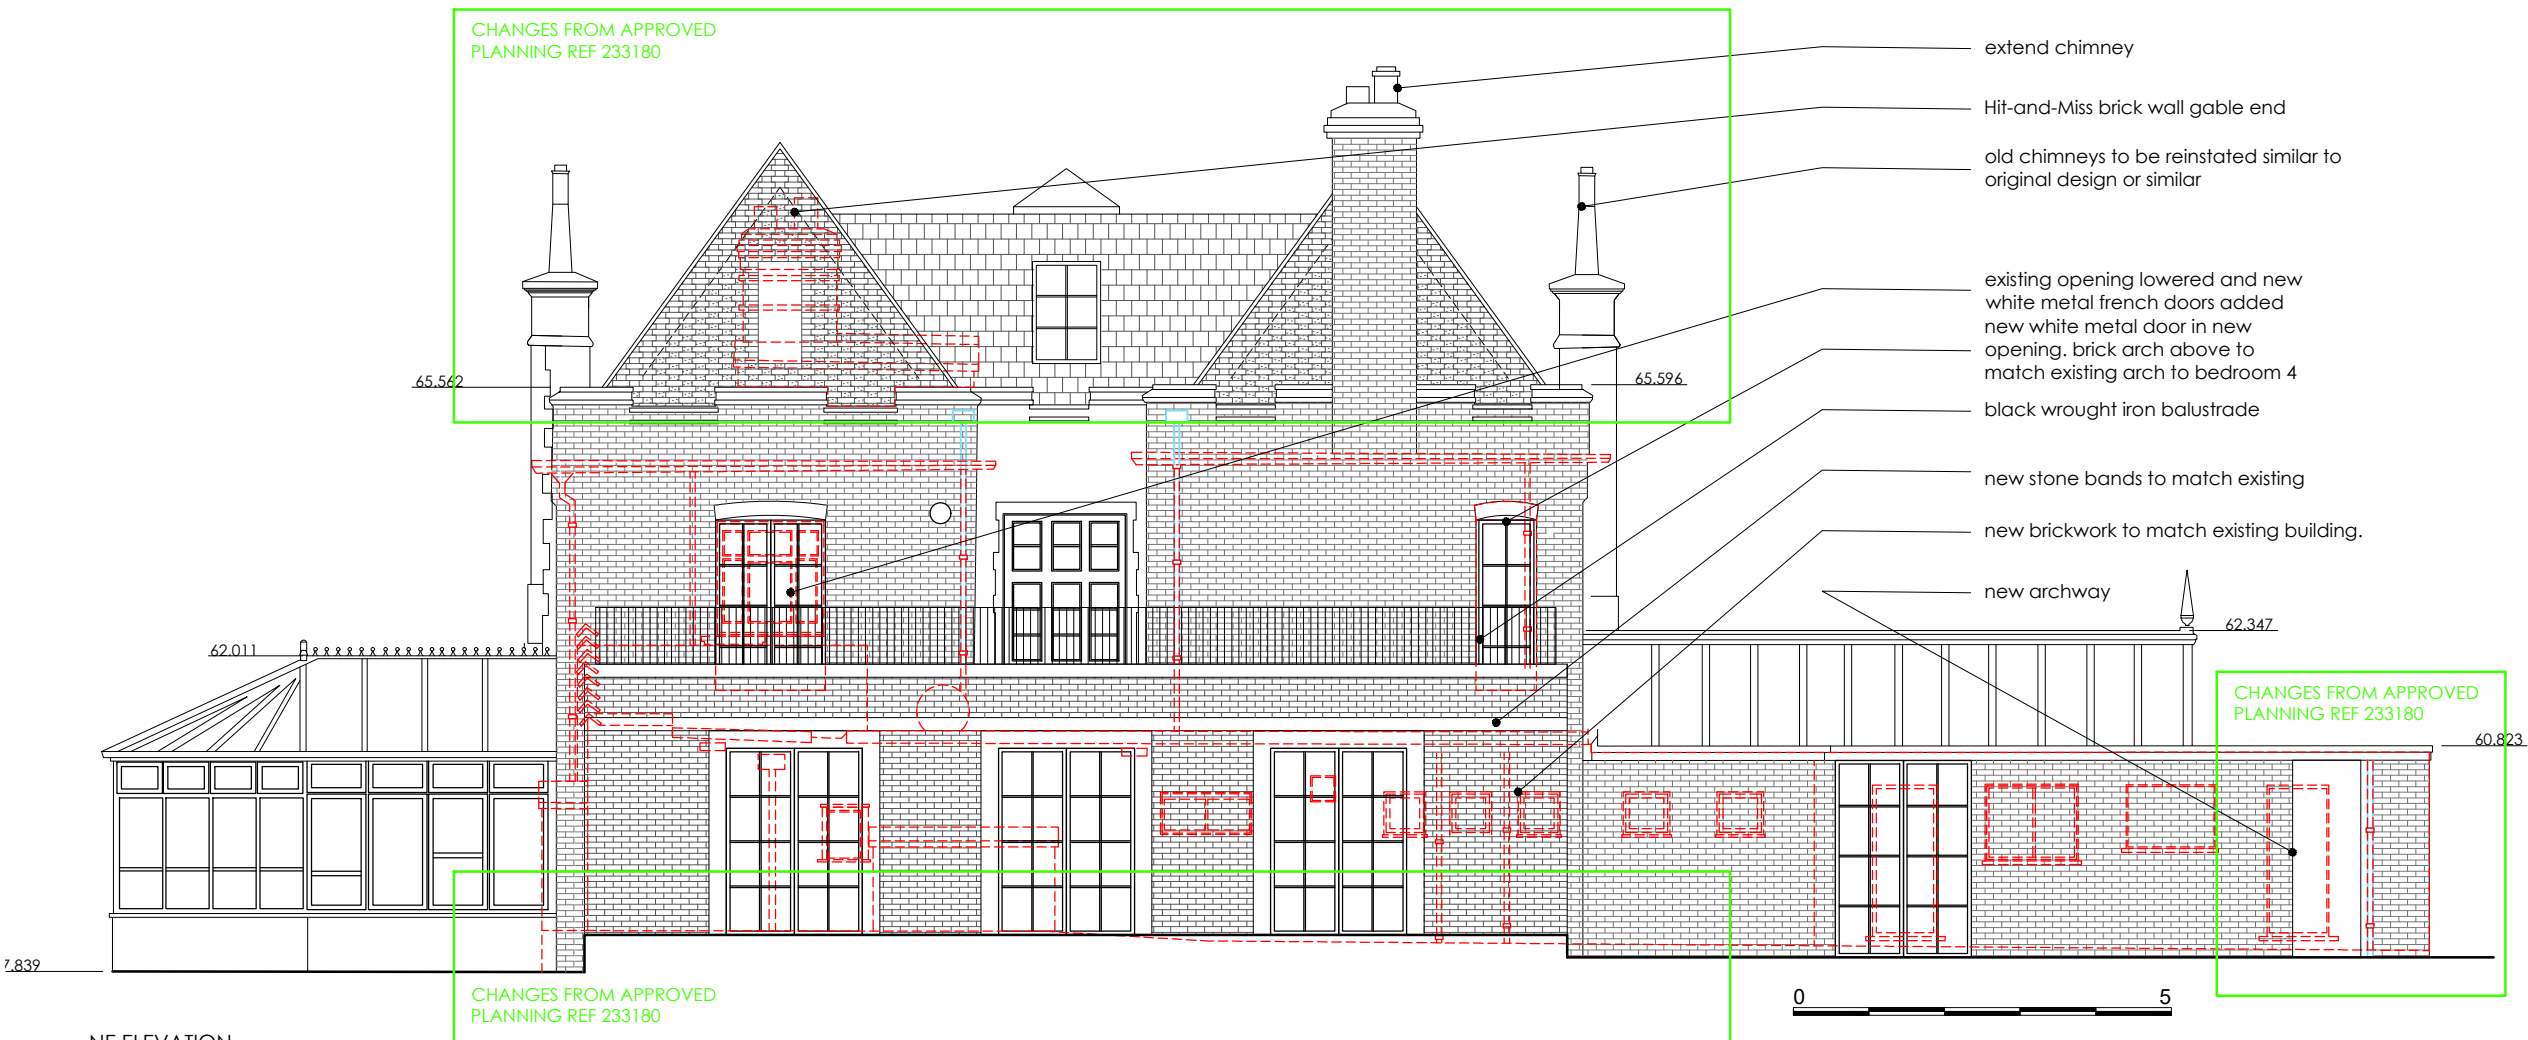 CHANGES FROM APPROVED
PLANNING REF 233180
extend chimney
Hit-and-Miss brick wall gable end
old chimneys to be reinstated similar to
original design or similar
existing opening lowered and new
white metal french doors added
new white metal door in new
opening. brick arch above to
match existing arch to bedroom 4
black wrought iron balustrade
new stone bands to match existing
new brickwork to match existing building.
new archway
65.562
65.596
62.011
62.347
CHANGES FROM APPROVED
PLANNING REF 233180
60.823
7.839
CHANGES FROM APPROVED
PLANNING REF 233180
0 5
NE ELEVATION